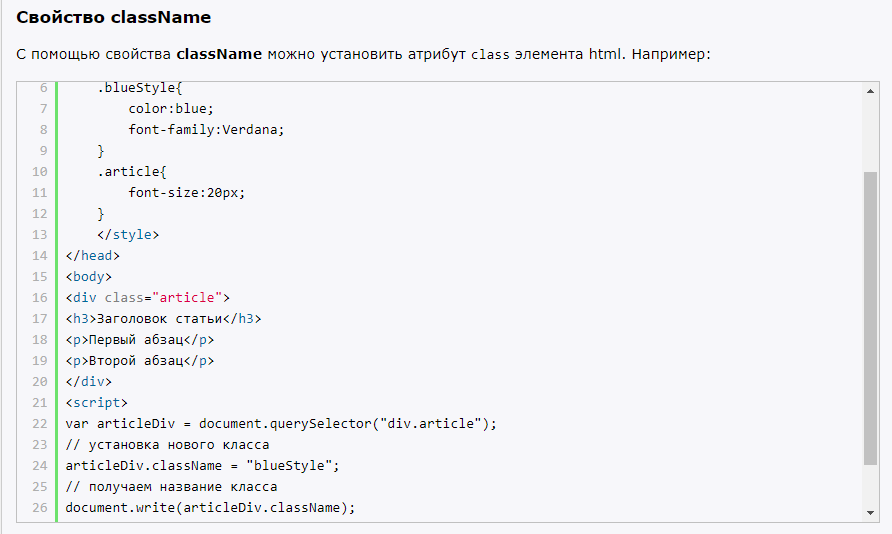 Свойство className
С помощью свойства className можно установить атрибут class элемента html. Например:
6 .blueStyle{
7 color:blue;
8 font-family:Verdana;
9 }
10 .article{
11 font-size:20px;
12 }
13 </style>
14 </head>
15 <body>
16 <div class="article">
17 <h3>Заголовок статьи</h3>
18 <p>Первый абзац</p>
19 <p>Второй абзац</p>
20 </div>
21 <script>
22 var articleDiv = document.querySelector("div.article");
23 // установка нового класса
24 articleDiv.className = "blueStyle";
25 // получаем название класса
26 document.write(articleDiv.className);